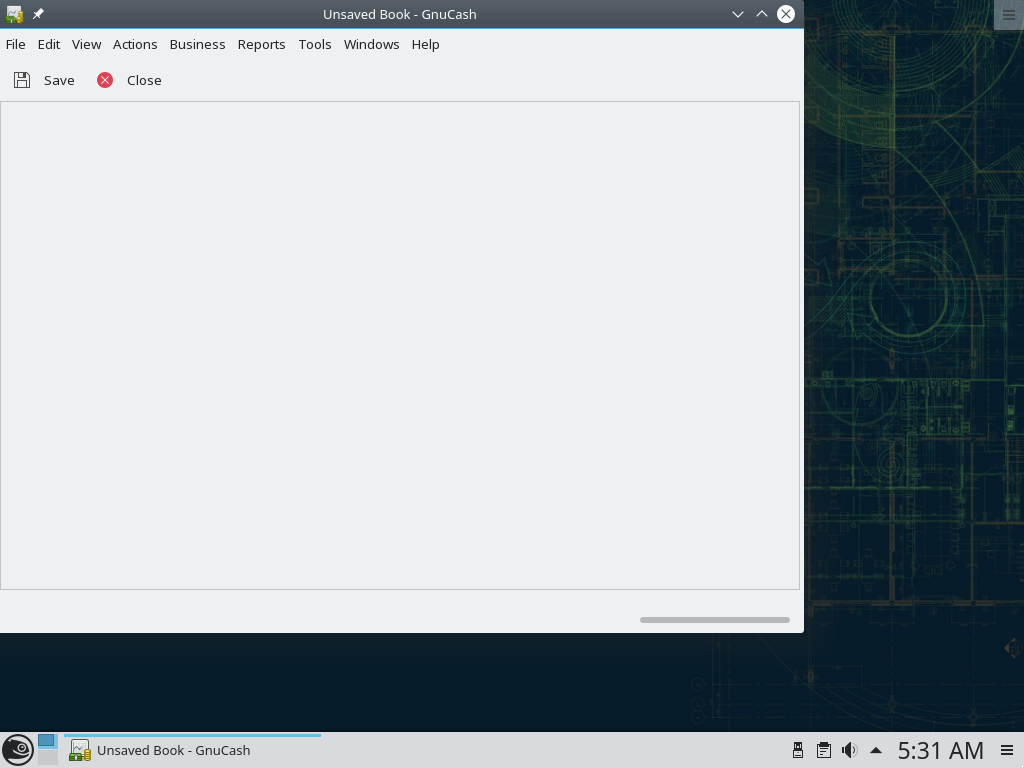 Unsaved Book - GnuCash
File Edit View Actions Business Reports Tools Windows Help
Save Close
Unsaved Book - GnuCash
5:31 AM